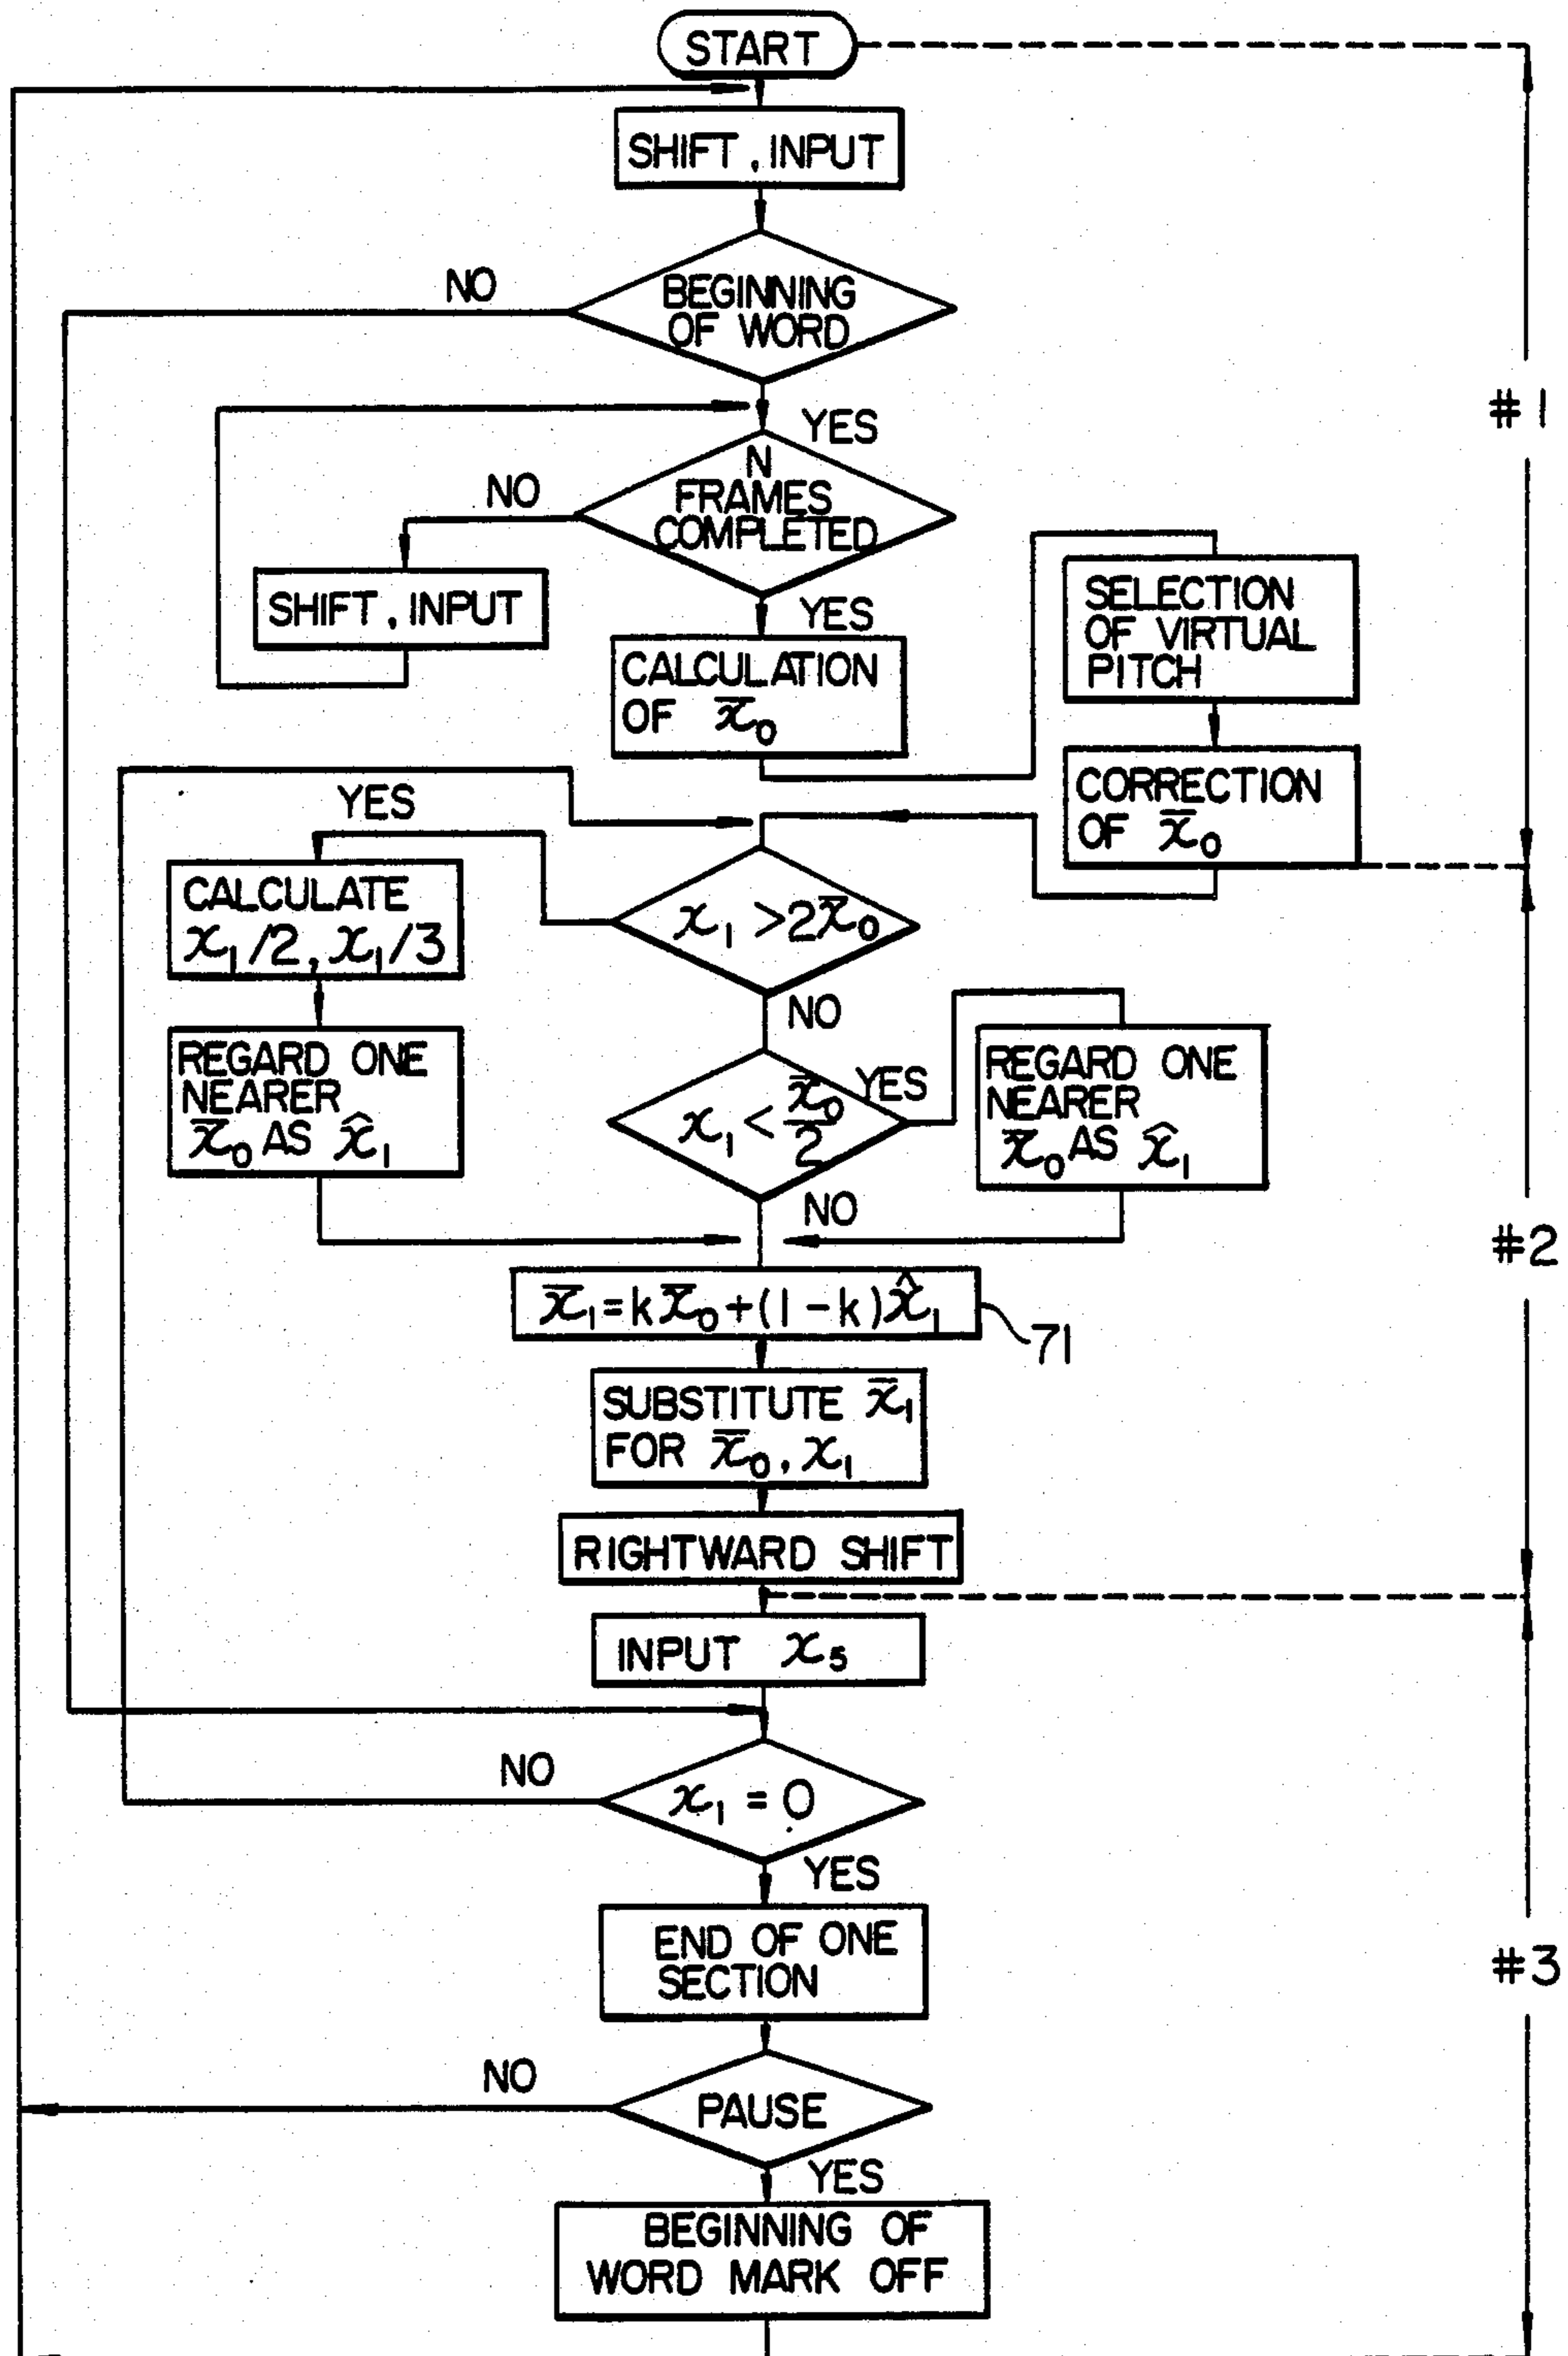 START
SHIFT, INPUT
NO
BEGINNING
OF WORD
#1
YES
N
FRAMES
COMPLETED
NO
SHIFT, INPUT
YES
CALCULATION
OF x̄₀
SELECTION
OF VIRTUAL
PITCH
CORRECTION
OF x̄₀
YES
CALCULATE
x₁/2, x₁/3
x₁ >2x̄₀
NO
REGARD ONE
NEARER
x̄₀ AS x̂₁
x₁ < x̄₀/2
YES
REGARD ONE
NEARER
x̄₀ AS x̂₁
NO
#2
x̄₁=kx̄₀+(1-k)x̂₁
71
SUBSTITUTE x̄₁
FOR x̄₀, x₁
RIGHTWARD SHIFT
INPUT x₅
NO
x₁ = 0
YES
END OF ONE
SECTION
#3
NO
PAUSE
YES
BEGINNING OF
WORD MARK OFF